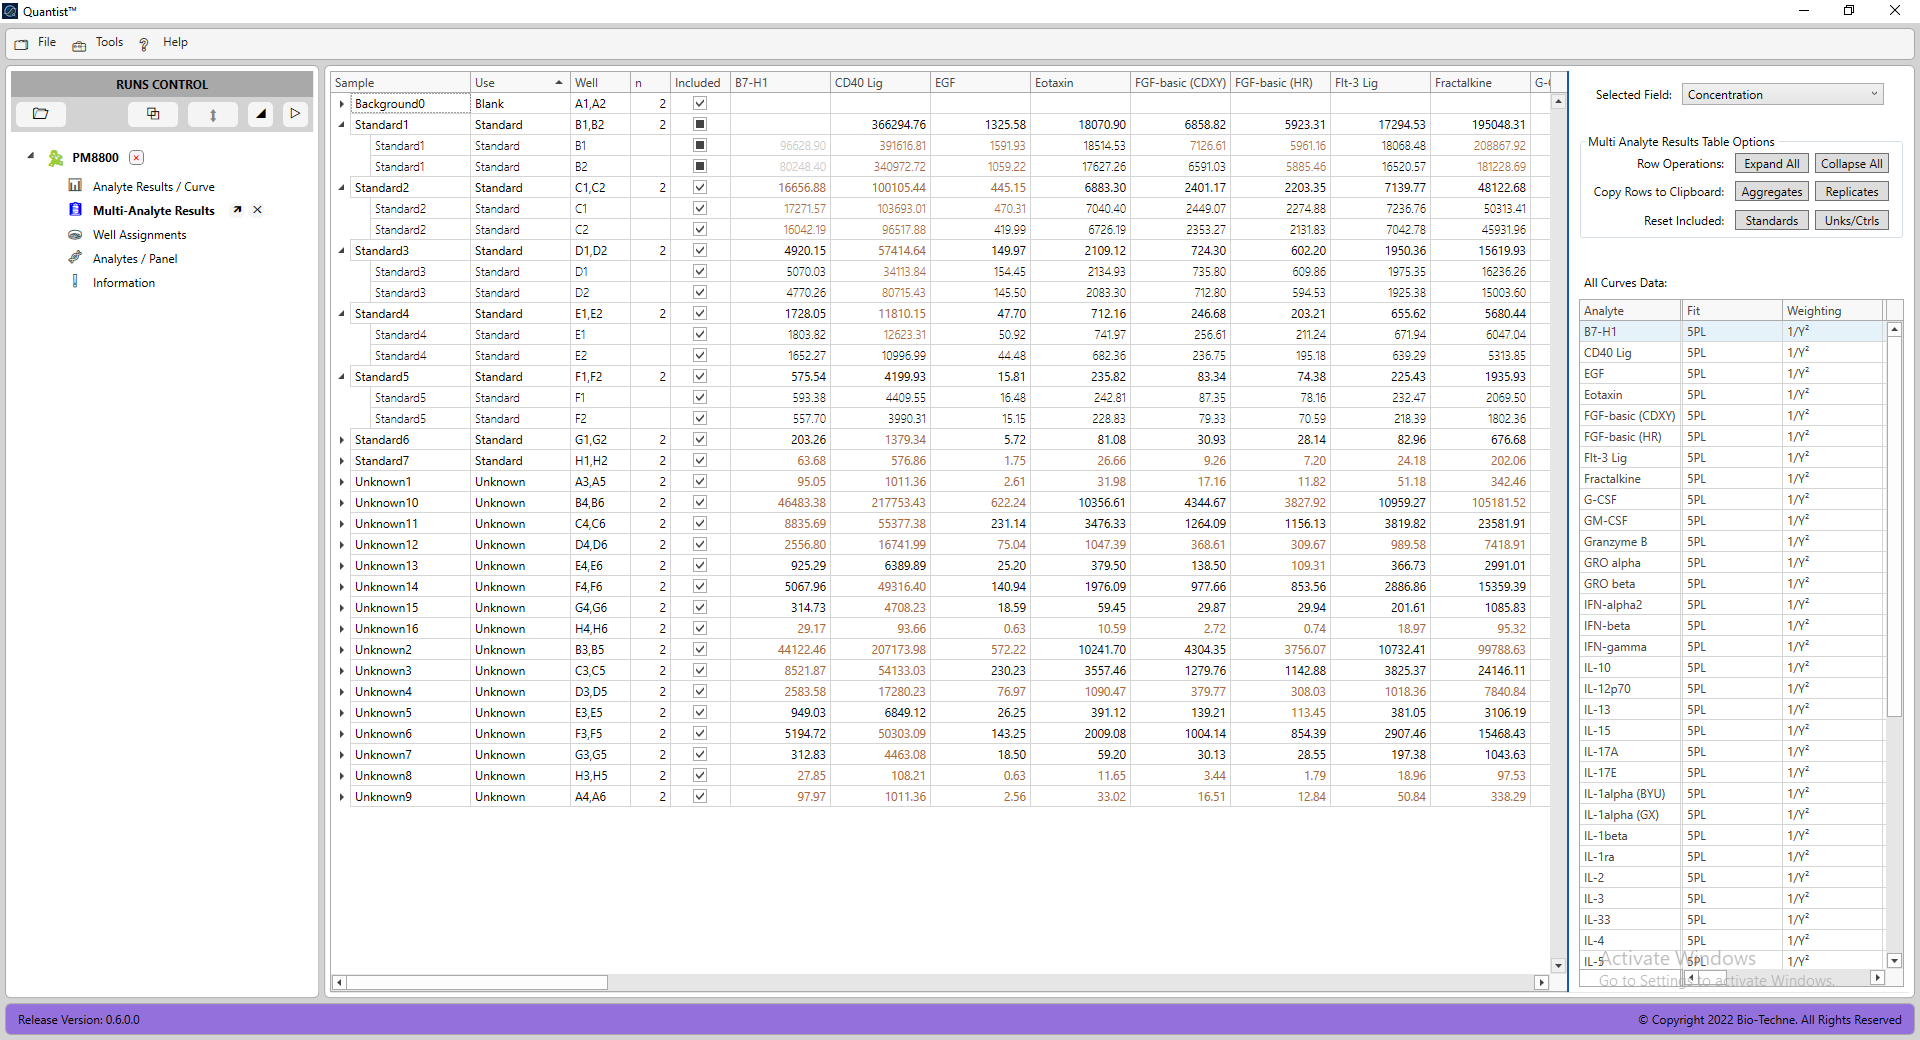 Quantist™
File Tools ? Help
RUNS CONTROL
PM8800
Analyte Results / Curve
Multi-Analyte Results
Well Assignments
Analytes / Panel
Information
Sample Use Well n Included B7-H1 CD40 Lig EGF Eotaxin FGF-basic (CDXY) FGF-basic (HR) Flt-3 Lig Fractalkine G-
Background0 Blank A1,A2 2
Standard1 Standard B1,B2 2 366294.76 1325.58 18070.90 6858.82 5923.31 17294.53 195048.31
Standard1 Standard B1 96628.90 391616.81 1591.93 18514.53 7126.61 5961.16 18068.48 208867.92
Standard1 Standard B2 80248.40 340972.72 1059.22 17627.26 6591.03 5885.46 16520.57 181228.69
Standard2 Standard C1,C2 2 16656.88 100105.44 445.15 6883.30 2401.17 2203.35 7139.77 48122.68
Standard2 Standard C1 17271.57 103693.01 470.31 7040.40 2449.07 2274.88 7236.76 50313.41
Standard2 Standard C2 16042.19 96517.88 419.99 6726.19 2353.27 2131.83 7042.78 45931.96
Standard3 Standard D1,D2 2 4920.15 57414.64 149.97 2109.12 724.30 602.20 1950.36 15619.93
Standard3 Standard D1 5070.03 34113.84 154.45 2134.93 735.80 609.86 1975.35 16236.26
Standard3 Standard D2 4770.26 80715.43 145.50 2083.30 712.80 594.53 1925.38 15003.60
Standard4 Standard E1,E2 2 1728.05 11810.15 47.70 712.16 246.68 203.21 655.62 5680.44
Standard4 Standard E1 1803.82 12623.31 50.92 741.97 256.61 211.24 671.94 6047.04
Standard4 Standard E2 1652.27 10996.99 44.48 682.36 236.75 195.18 639.29 5313.85
Standard5 Standard F1,F2 2 575.54 4199.93 15.81 235.82 83.34 74.38 225.43 1935.93
Standard5 Standard F1 593.38 4409.55 16.48 242.81 87.35 78.16 232.47 2069.50
Standard5 Standard F2 557.70 3990.31 15.15 228.83 79.33 70.59 218.39 1802.36
Standard6 Standard G1,G2 2 203.26 1379.34 5.72 81.08 30.93 28.14 82.96 676.68
Standard7 Standard H1,H2 2 63.68 576.86 1.75 26.66 9.26 7.20 24.18 202.06
Unknown1 Unknown A3,A5 2 95.05 1011.36 2.61 31.98 17.16 11.82 51.18 342.46
Unknown10 Unknown B4,B6 2 46483.38 217753.43 622.24 10356.61 4344.67 3827.92 10959.27 105181.52
Unknown11 Unknown C4,C6 2 8835.69 55377.38 231.14 3476.33 1264.09 1156.13 3819.82 23581.91
Unknown12 Unknown D4,D6 2 2556.80 16741.99 75.04 1047.39 368.61 309.67 989.58 7418.91
Unknown13 Unknown E4,E6 2 925.29 6389.89 25.20 379.50 138.50 109.31 366.73 2991.01
Unknown14 Unknown F4,F6 2 5067.96 49316.40 140.94 1976.09 977.66 853.56 2886.86 15359.39
Unknown15 Unknown G4,G6 2 314.73 4708.23 18.59 59.45 29.87 29.94 201.61 1085.83
Unknown16 Unknown H4,H6 2 29.17 93.66 0.63 10.59 2.72 0.74 18.97 95.32
Unknown2 Unknown B3,B5 2 44122.46 207173.98 572.22 10241.70 4304.35 3756.07 10732.41 99788.63
Unknown3 Unknown C3,C5 2 8521.87 54133.03 230.23 3557.46 1279.76 1142.88 3825.37 24146.11
Unknown4 Unknown D3,D5 2 2583.58 17280.23 76.97 1090.47 379.77 308.03 1018.36 7840.84
Unknown5 Unknown E3,E5 2 949.03 6849.12 26.25 391.12 139.21 113.45 381.05 3106.19
Unknown6 Unknown F3,F5 2 5194.72 50303.09 143.25 2009.08 1004.14 854.39 2907.46 15468.43
Unknown7 Unknown G3,G5 2 312.83 4463.08 18.50 59.20 30.13 28.55 197.38 1043.63
Unknown8 Unknown H3,H5 2 27.85 108.21 0.63 11.65 3.44 1.79 18.96 97.53
Unknown9 Unknown A4,A6 2 97.97 1011.36 2.56 33.02 16.51 12.84 50.84 338.29
Selected Field: Concentration
Multi Analyte Results Table Options
Row Operations: Expand All Collapse All
Copy Rows to Clipboard: Aggregates Replicates
Reset Included: Standards Unks/Ctrls
All Curves Data:
Analyte Fit Weighting
B7-H1 5PL 1/Y²
CD40 Lig 5PL 1/Y²
EGF 5PL 1/Y²
Eotaxin 5PL 1/Y²
FGF-basic (CDXY) 5PL 1/Y²
FGF-basic (HR) 5PL 1/Y²
Flt-3 Lig 5PL 1/Y²
Fractalkine 5PL 1/Y²
G-CSF 5PL 1/Y²
GM-CSF 5PL 1/Y²
Granzyme B 5PL 1/Y²
GRO alpha 5PL 1/Y²
GRO beta 5PL 1/Y²
IFN-alpha2 5PL 1/Y²
IFN-beta 5PL 1/Y²
IFN-gamma 5PL 1/Y²
IL-10 5PL 1/Y²
IL-12p70 5PL 1/Y²
IL-13 5PL 1/Y²
IL-15 5PL 1/Y²
IL-17A 5PL 1/Y²
IL-17E 5PL 1/Y²
IL-1alpha (BYU) 5PL 1/Y²
IL-1alpha (GX) 5PL 1/Y²
IL-1beta 5PL 1/Y²
IL-1ra 5PL 1/Y²
IL-2 5PL 1/Y²
IL-3 5PL 1/Y²
IL-33 5PL 1/Y²
IL-4 5PL 1/Y²
IL-5 5PL 1/Y²
Activate Windows
Go to Settings to activate Windows.
Release Version: 0.6.0.0
© Copyright 2022 Bio-Techne. All Rights Reserved